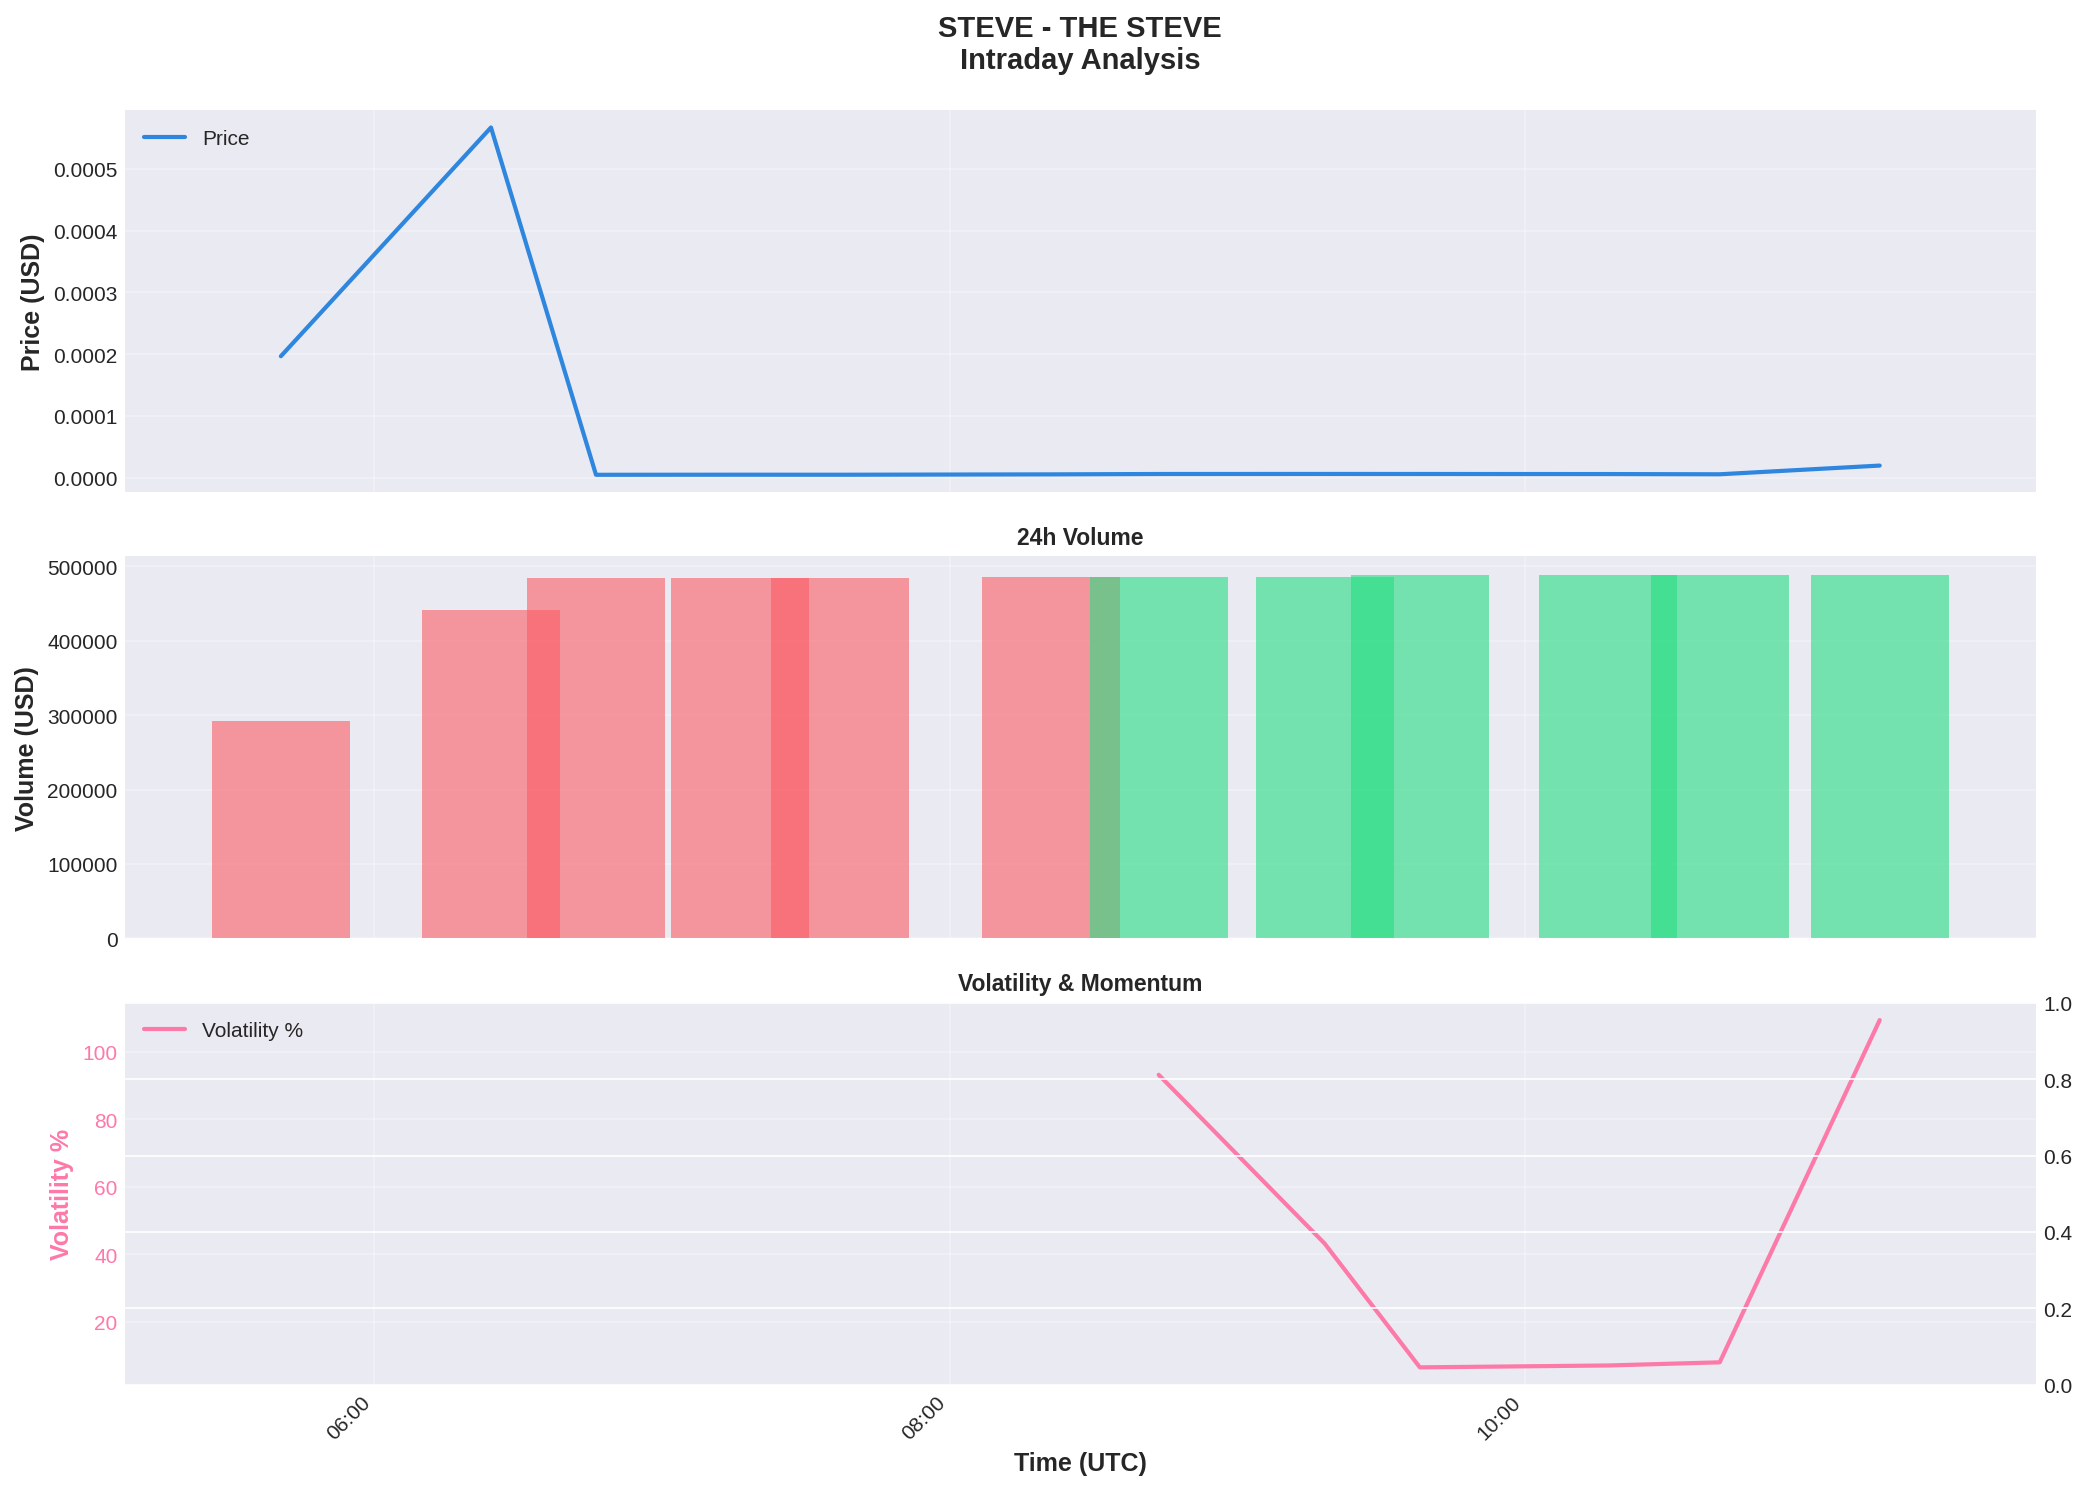 STEVE - THE STEVE
Intraday Analysis
Price
Price (USD)
0.0005
0.0004
0.0003
0.0002
0.0001
0.0000
24h Volume
Volume (USD)
500000
400000
300000
200000
100000
0
Volatility & Momentum
Volatility %
Volatility %
100
80
60
40
20
1.0
0.8
0.6
0.4
0.2
0.0
06:00
08:00
10:00
Time (UTC)